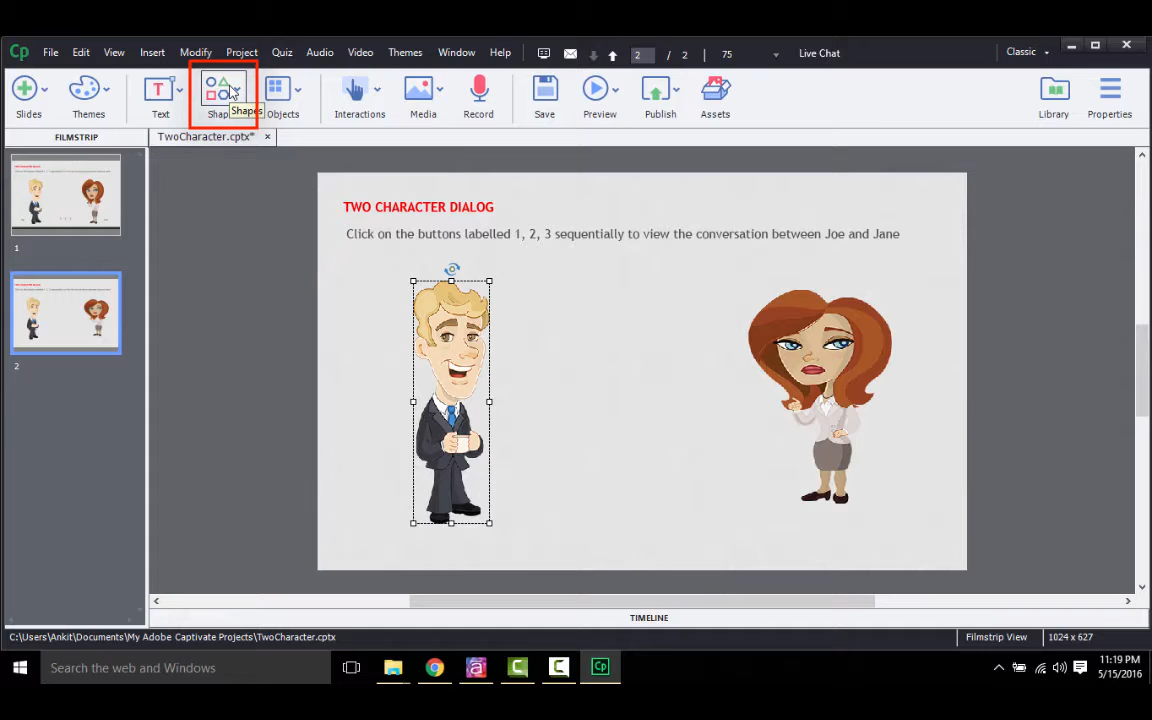 Cp File Edit View Insert Modify Project Quiz Audio Video Themes Window Help 2 / 2 75 Live Chat Classic
Slides Themes T Text Shap Objects Interactions Media Record Save Preview Publish Assets Library Properties
Shapes
FILMSTRIP TwoCharacter.cptx* ×
1
2
TWO CHARACTER DIALOG
Click on the buttons labelled 1, 2, 3 sequentially to view the conversation between Joe and Jane
TIMELINE
C:\Users\Ankit\Documents\My Adobe Captivate Projects\TwoCharacter.cptx Filmstrip View 1024 x 627
Search the web and Windows Cp 11:19 PM
5/15/2016